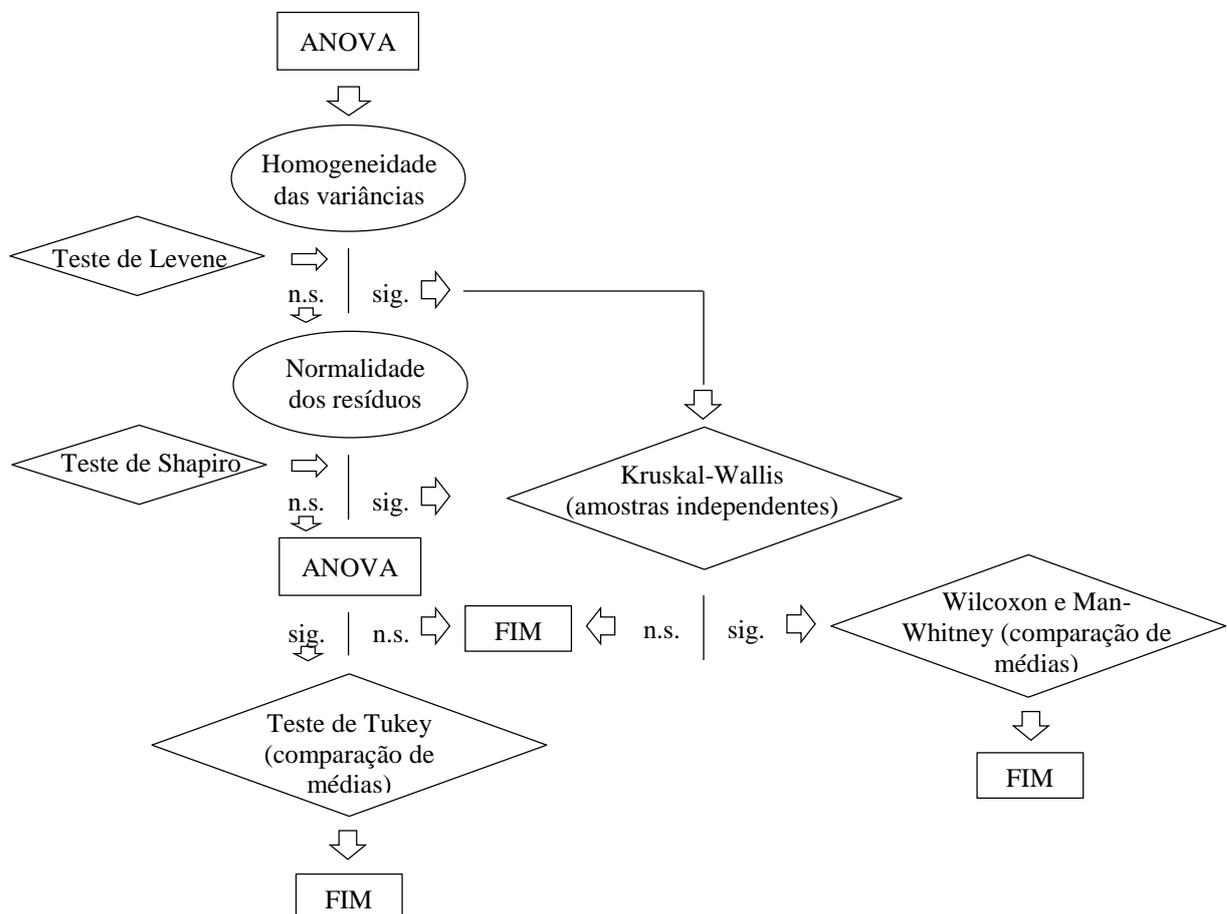 ANOVA
Homogeneidade
das variâncias
Teste de Levene
n.s.
sig.
Normalidade
dos resíduos
Teste de Shapiro
n.s.
sig.
Kruskal-Wallis
(amostras independentes)
ANOVA
sig.
n.s.
FIM
n.s.
sig.
Wilcoxon e Man-
Whitney (comparação de
médias)
Teste de Tukey
(comparação de
médias)
FIM
FIM